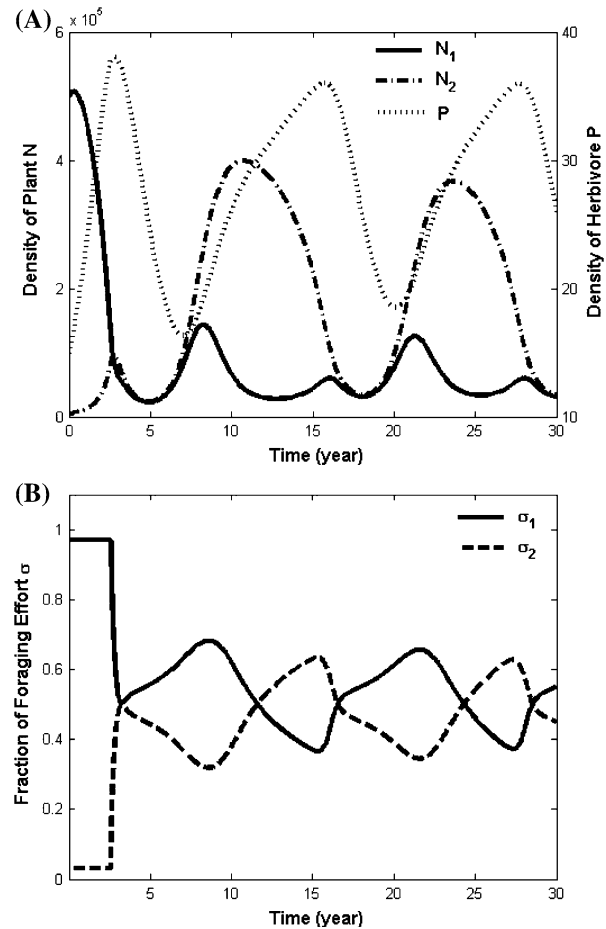 (A)
6 × 10⁵
40
N₁
N₂
P
4
30
2
20
0
10
0 5 10 15 20 25 30
Density of Plant N
Density of Herbivore P
Time (year)
(B)
1
σ₁
σ₂
0.8
0.6
0.4
0.2
0
0 5 10 15 20 25 30
Fraction of Foraging Effort σ
Time (year)